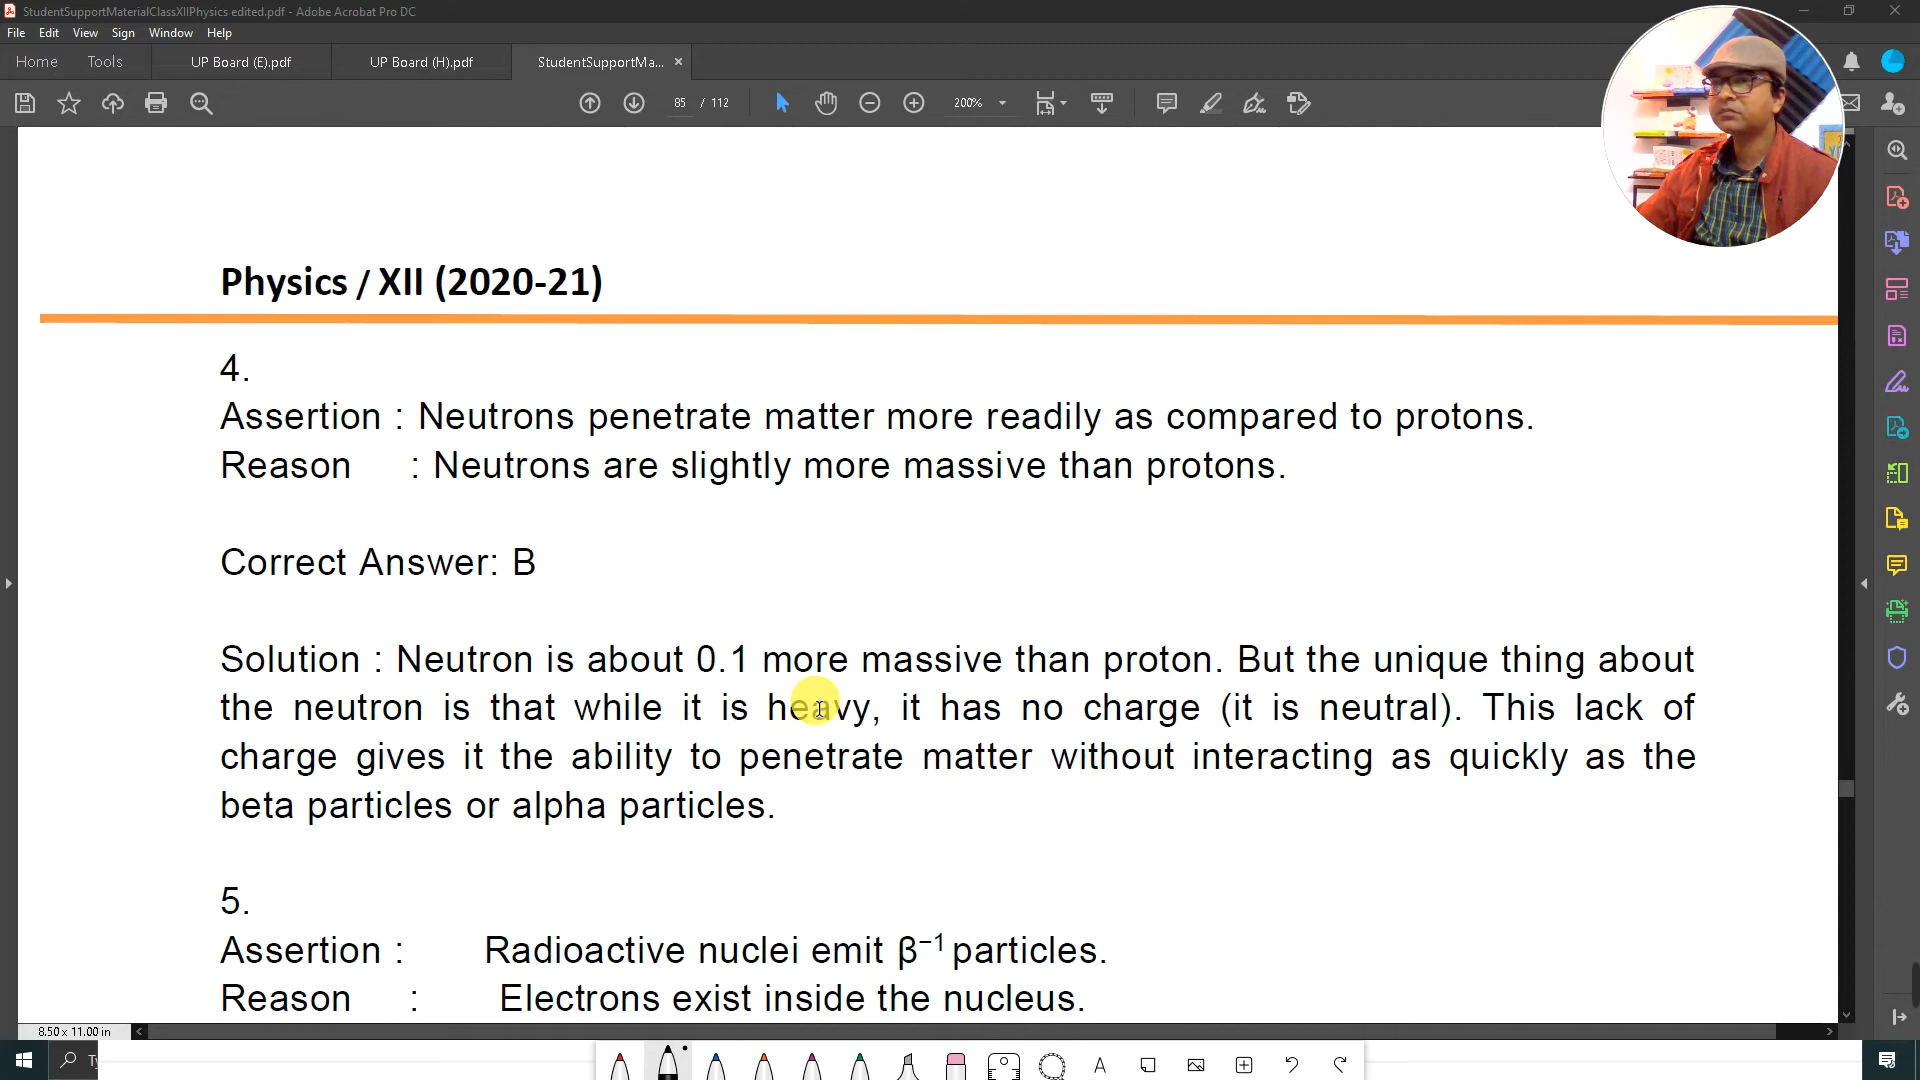 StudentSupportMaterialClassXIIPhysics edited.pdf - Adobe Acrobat Pro DC
File Edit View Sign Window Help
Home Tools UP Board (E).pdf UP Board (H).pdf StudentSupportMa... ×
85 / 112 200%
Physics / XII (2020-21)
4.
Assertion : Neutrons penetrate matter more readily as compared to protons.
Reason : Neutrons are slightly more massive than protons.
Correct Answer: B
Solution : Neutron is about 0.1 more massive than proton. But the unique thing about
the neutron is that while it is heavy, it has no charge (it is neutral). This lack of
charge gives it the ability to penetrate matter without interacting as quickly as the
beta particles or alpha particles.
5.
Assertion : Radioactive nuclei emit β⁻¹ particles.
Reason : Electrons exist inside the nucleus.
8.50 x 11.00 in
A